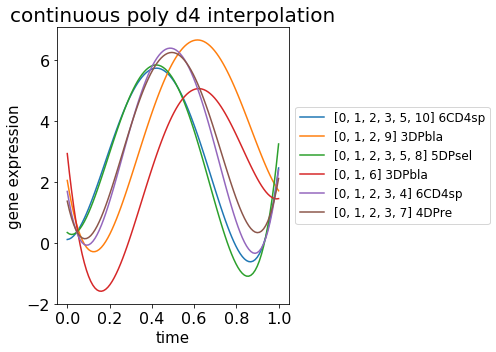 continuous poly d4 interpolation
gene expression
6
4
2
0
−2
0.0 0.2 0.4 0.6 0.8 1.0
time
[0, 1, 2, 3, 5, 10] 6CD4sp
[0, 1, 2, 9] 3DPbla
[0, 1, 2, 3, 5, 8] 5DPsel
[0, 1, 6] 3DPbla
[0, 1, 2, 3, 4] 6CD4sp
[0, 1, 2, 3, 7] 4DPre